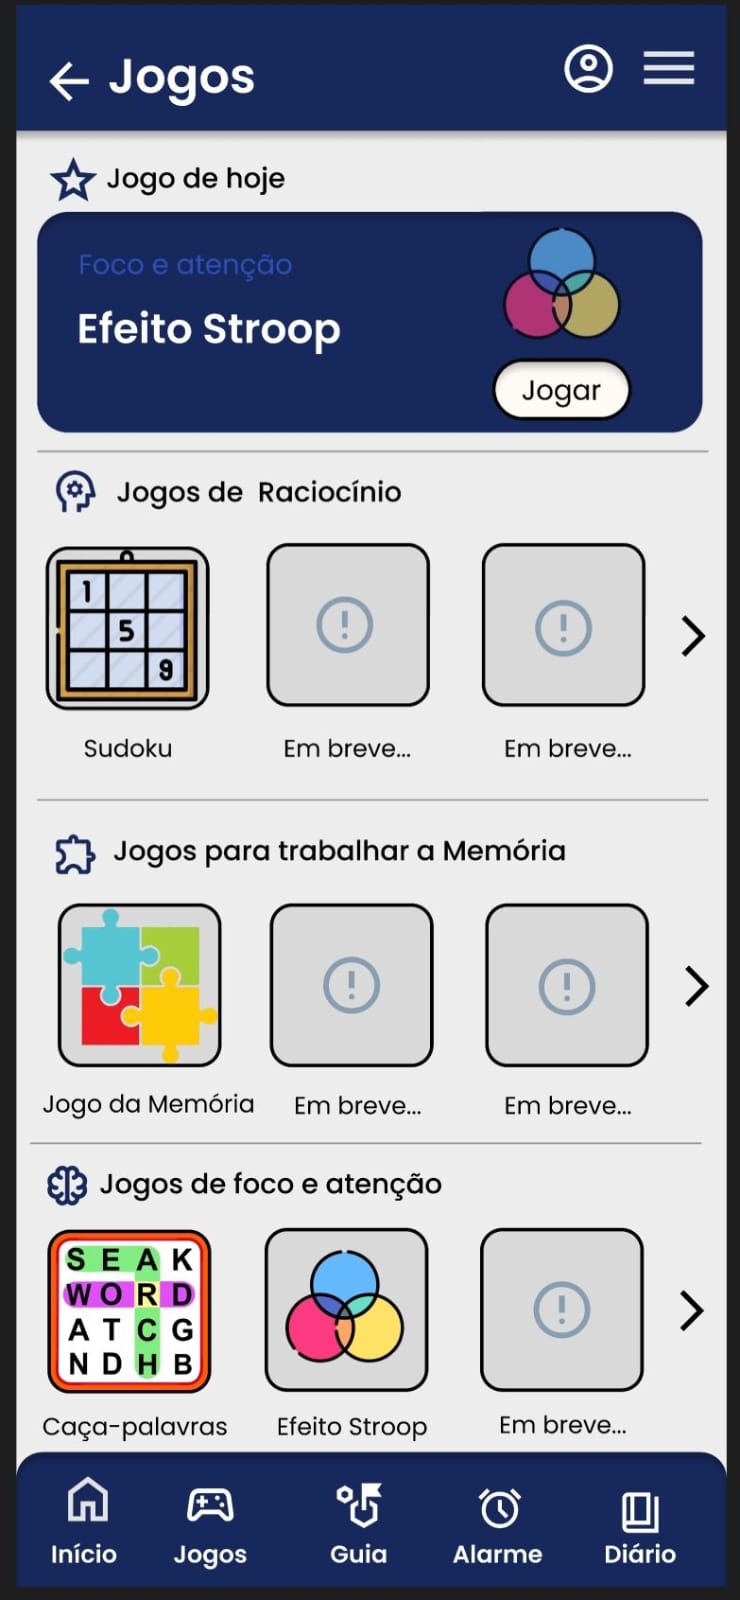 Jogos
Jogo de hoje
Foco e atenção
Efeito Stroop
Jogar
Jogos de Raciocínio
1
5
9
Sudoku
Em breve...
Em breve...
Jogos para trabalhar a Memória
Jogo da Memória
Em breve...
Em breve...
Jogos de foco e atenção
S E A K
W O R D
A T C G
N D H B
Caça-palavras
Efeito Stroop
Em breve...
Início
Jogos
Guia
Alarme
Diário